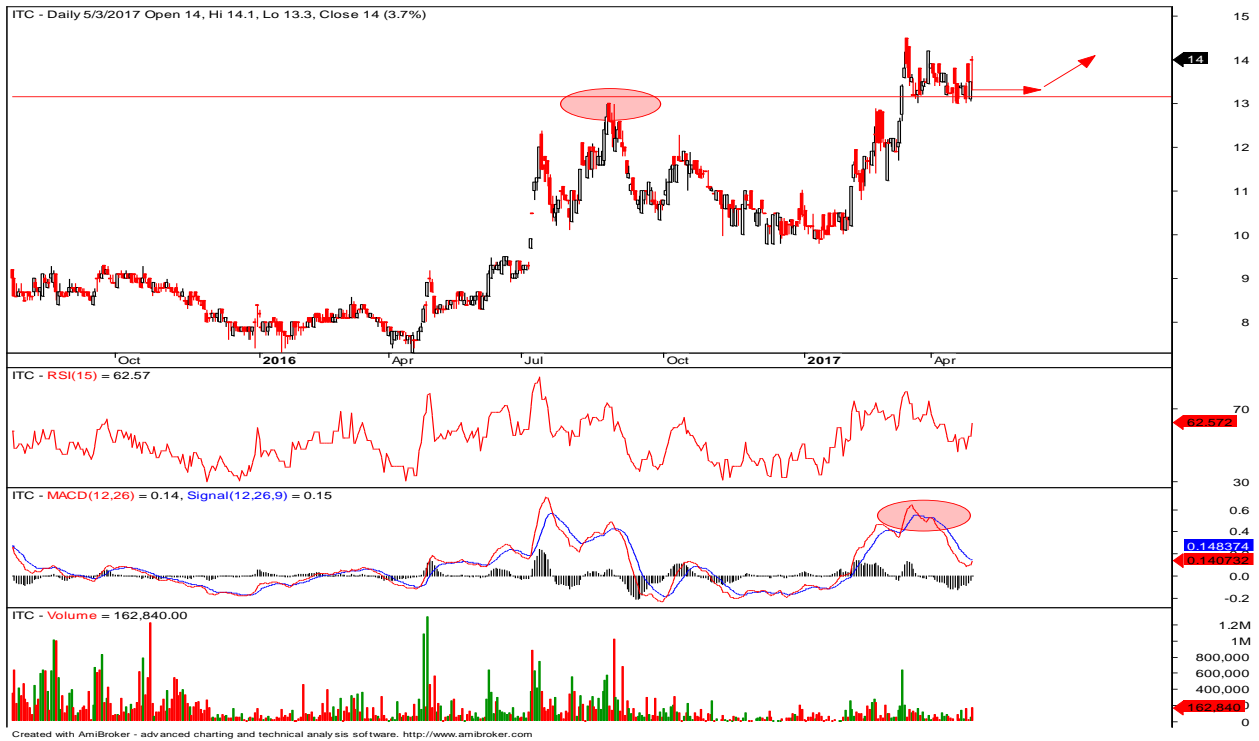 ITC - Daily 5/3/2017 Open 14, Hi 14.1, Lo 13.3, Close 14 (3.7%)
15
14
14
13
12
11
10
9
8
Oct 2016 Apr Jul Oct 2017 Apr
ITC - RSI(15) = 62.57
70
62.572
30
ITC - MACD(12,26) = 0.14, Signal(12,26,9) = 0.15
0.6
0.4
0.148374
0.140732
0.0
-0.2
ITC - Volume = 162,840.00
1.2M
1M
800,000
600,000
400,000
162,840
0
Created with AmiBroker - advanced charting and technical analysis software. http://www.amibroker.com